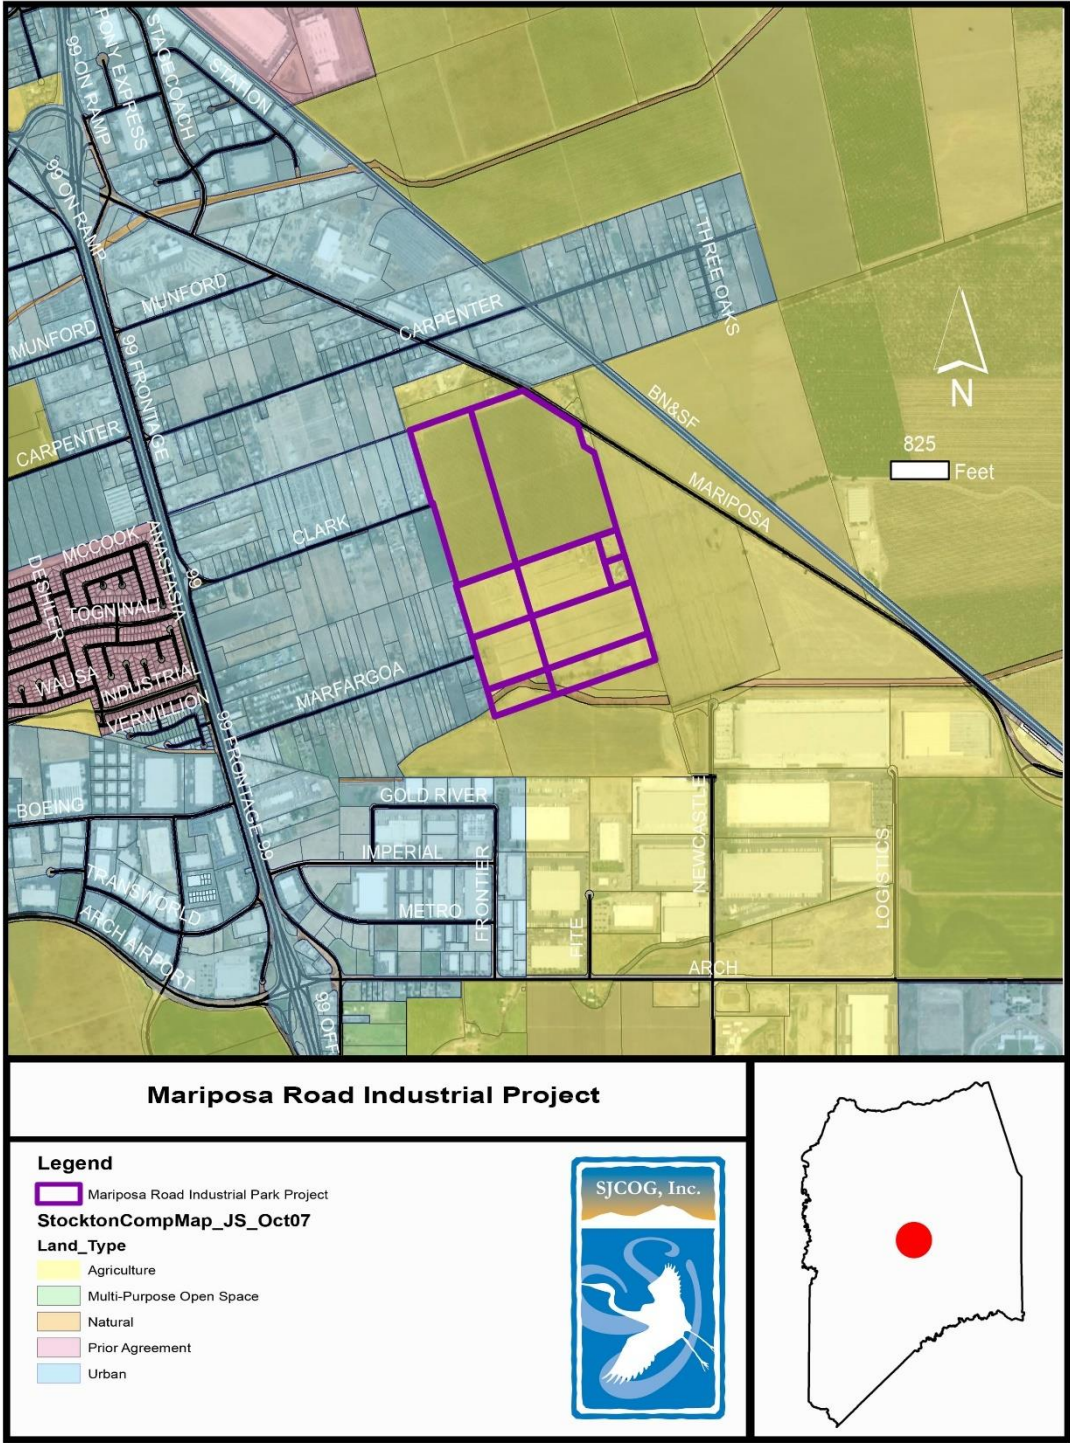 99 ON RAMP
PONY EXPRESS
STAGECOACH
STATION
99 ON RAMP
THREE OAKS
MUNFORD
MUNFORD
CARPENTER
99 FRONTAGE
BN&SF
N
CARPENTER
825
Feet
MARIPOSA
CLARK
MCCOOK
ANASTASIA
99
DESHLER
TOGNINALI
WAUSA
INDUSTRIAL
VERMILLION
MARFARGOA
99 FRONTAGE 99
BOEING
GOLD RIVER
NEWCASTLE
IMPERIAL
FRONTIER
LOGISTICS
TRANSWORLD
METRO
FITE
ARCH AIRPORT
ARCH
99 OFF
Mariposa Road Industrial Project
Legend
Mariposa Road Industrial Park Project
StocktonCompMap_JS_Oct07
Land_Type
Agriculture
Multi-Purpose Open Space
Natural
Prior Agreement
Urban
SJCOG, Inc.